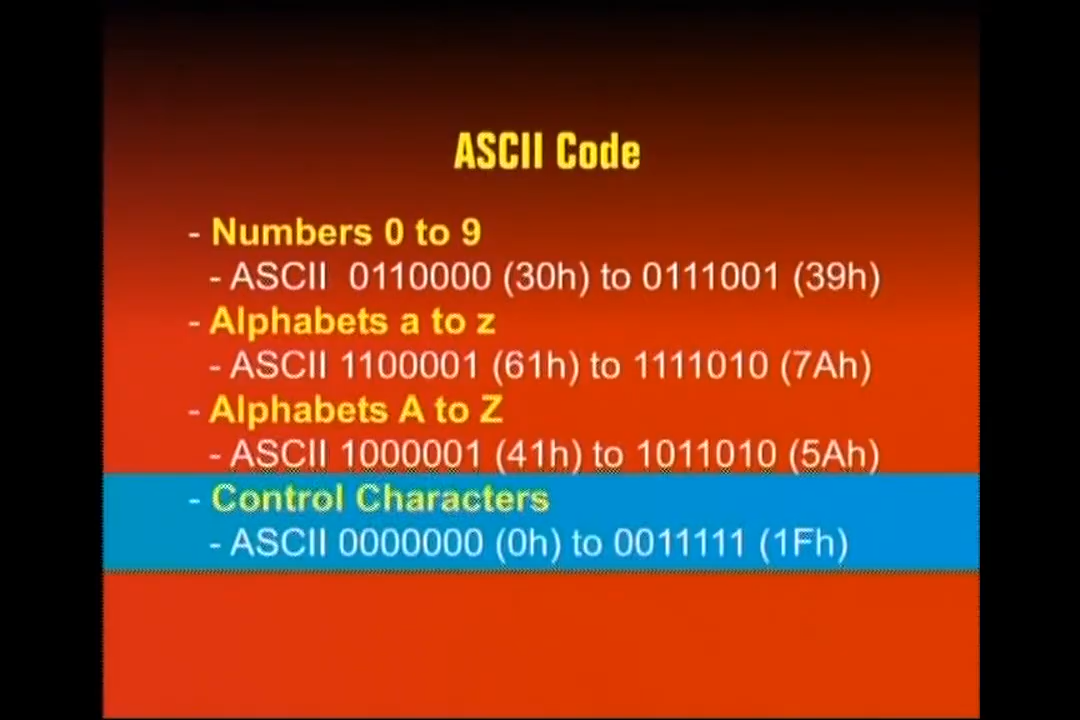 ASCII Code
- Numbers 0 to 9
- ASCII 0110000 (30h) to 0111001 (39h)
- Alphabets a to z
- ASCII 1100001 (61h) to 1111010 (7Ah)
- Alphabets A to Z
- ASCII 1000001 (41h) to 1011010 (5Ah)
- Control Characters
- ASCII 0000000 (0h) to 0011111 (1Fh)